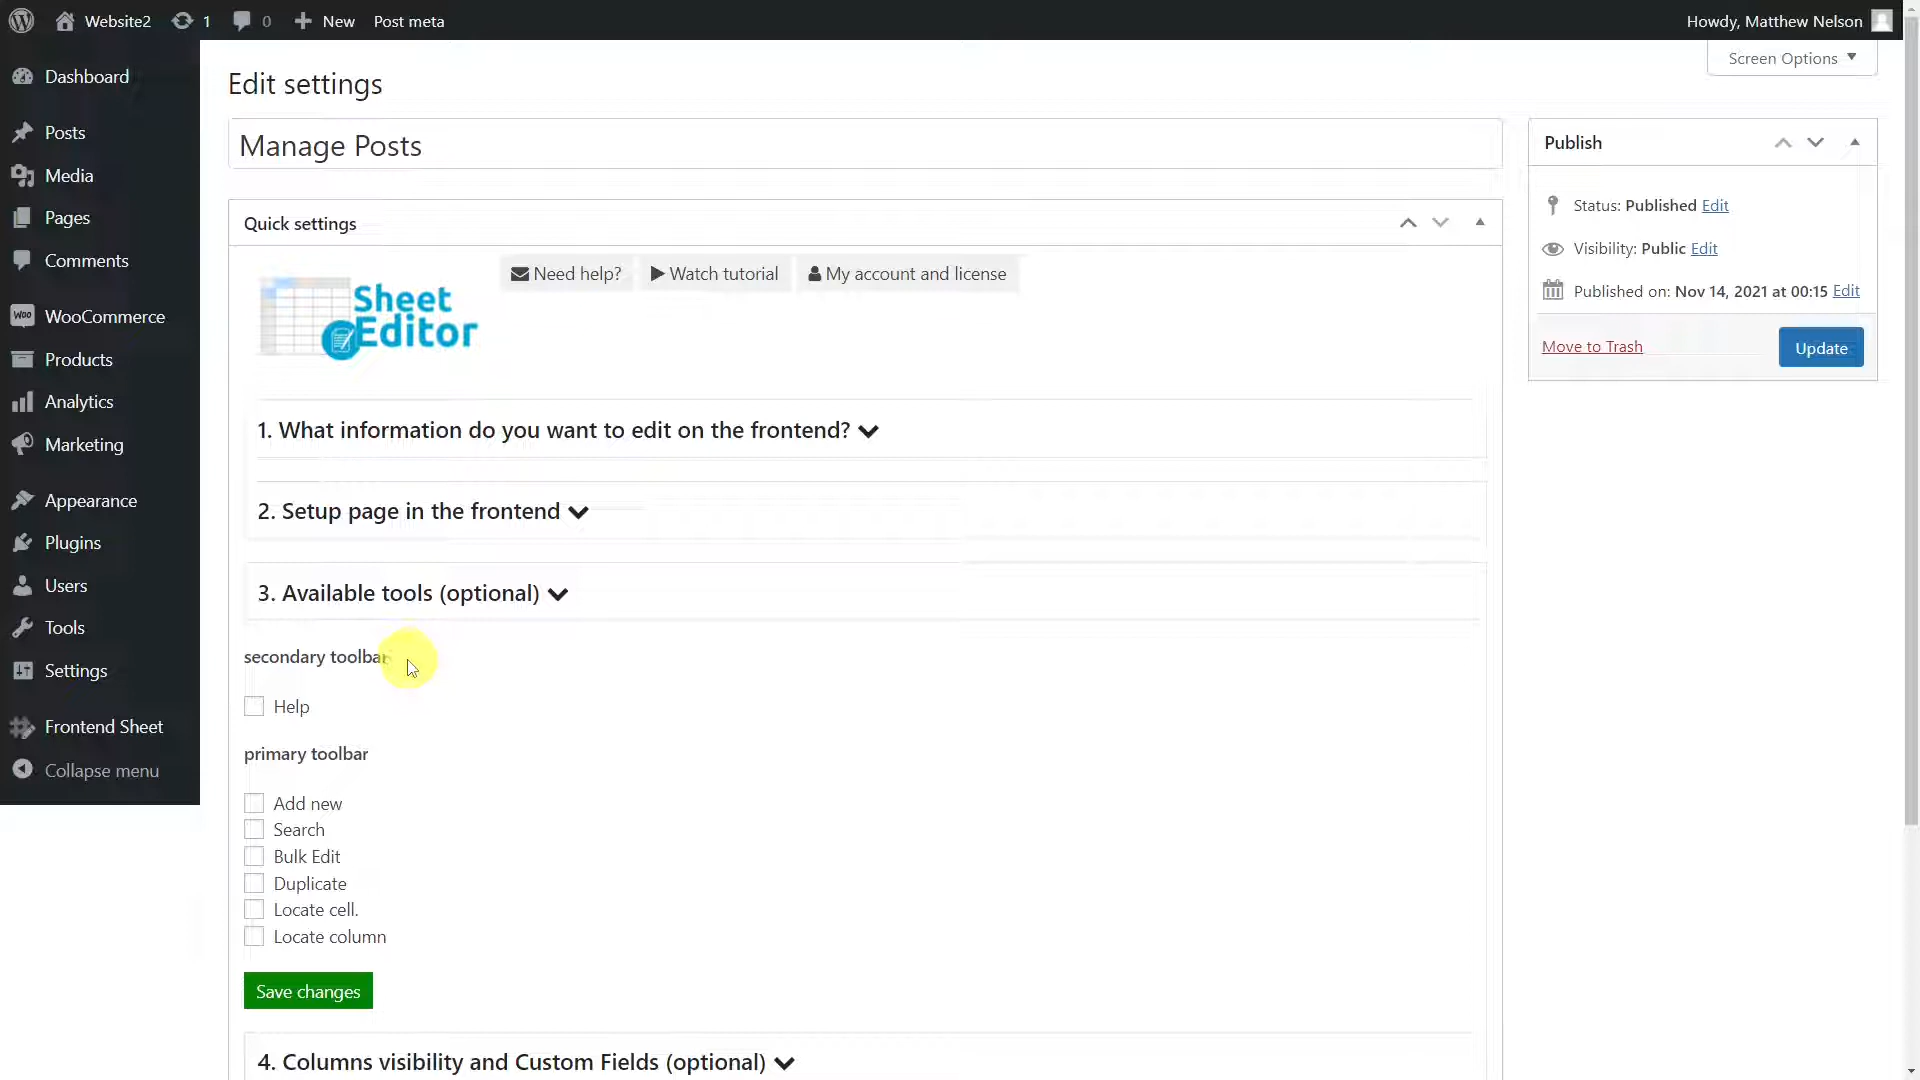 Website2 1 0 New Post meta Howdy, Matthew Nelson
Screen Options
Dashboard
Posts
Media
Pages
Comments
WooCommerce
Products
Analytics
Marketing
Appearance
Plugins
Users
Tools
Settings
Frontend Sheet
Collapse menu
Edit settings
Manage Posts
Quick settings
Sheet
Editor
Need help? Watch tutorial My account and license
1. What information do you want to edit on the frontend?
2. Setup page in the frontend
3. Available tools (optional)
secondary toolbar
Help
primary toolbar
Add new
Search
Bulk Edit
Duplicate
Locate cell.
Locate column
Save changes
4. Columns visibility and Custom Fields (optional)
Publish
Status: Published Edit
Visibility: Public Edit
Published on: Nov 14, 2021 at 00:15 Edit
Move to Trash Update